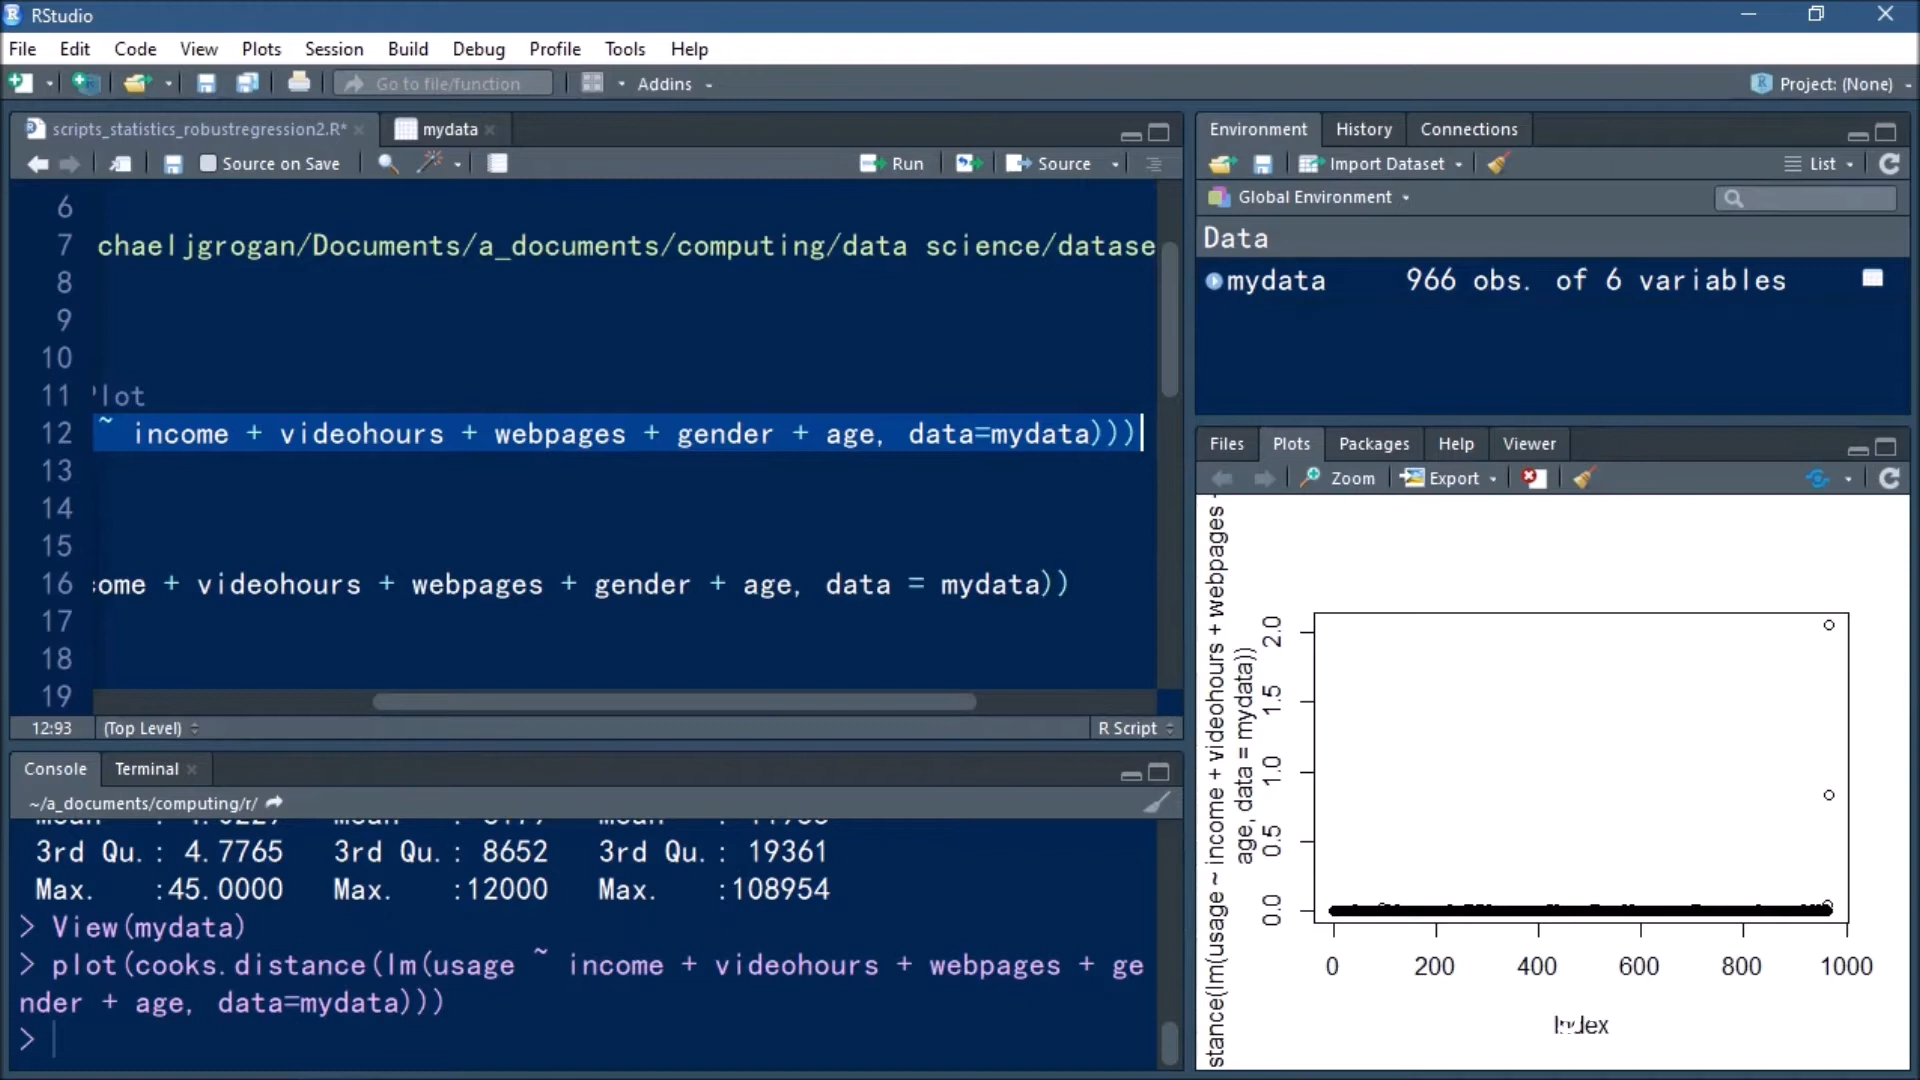 RStudio
File Edit Code View Plots Session Build Debug Profile Tools Help
Go to file/function Addins Project: (None)
scripts_statistics_robustregression2.R* mydata
Source on Save Run Source
6
7 chaeljgrogan/Documents/a_documents/computing/data science/datase
8
9
10
11 Plot
12 ~ income + videohours + webpages + gender + age, data=mydata)))
13
14
15
16 come + videohours + webpages + gender + age, data = mydata))
17
18
19
12:93 (Top Level) R Script
Console Terminal
~/a_documents/computing/r/
3rd Qu.: 4.7765 3rd Qu.: 8652 3rd Qu.: 19361
Max. :45.0000 Max. :12000 Max. :108954
> View(mydata)
> plot(cooks.distance(lm(usage ~ income + videohours + webpages + ge
nder + age, data=mydata)))
>
Environment History Connections
Import Dataset List
Global Environment
Data
mydata 966 obs. of 6 variables
Files Plots Packages Help Viewer
Zoom Export
stance(lm(usage ~ income + videohours + webpages +
age, data = mydata))
2.0
1.5
1.0
0.5
0.0
0 200 400 600 800 1000
Index